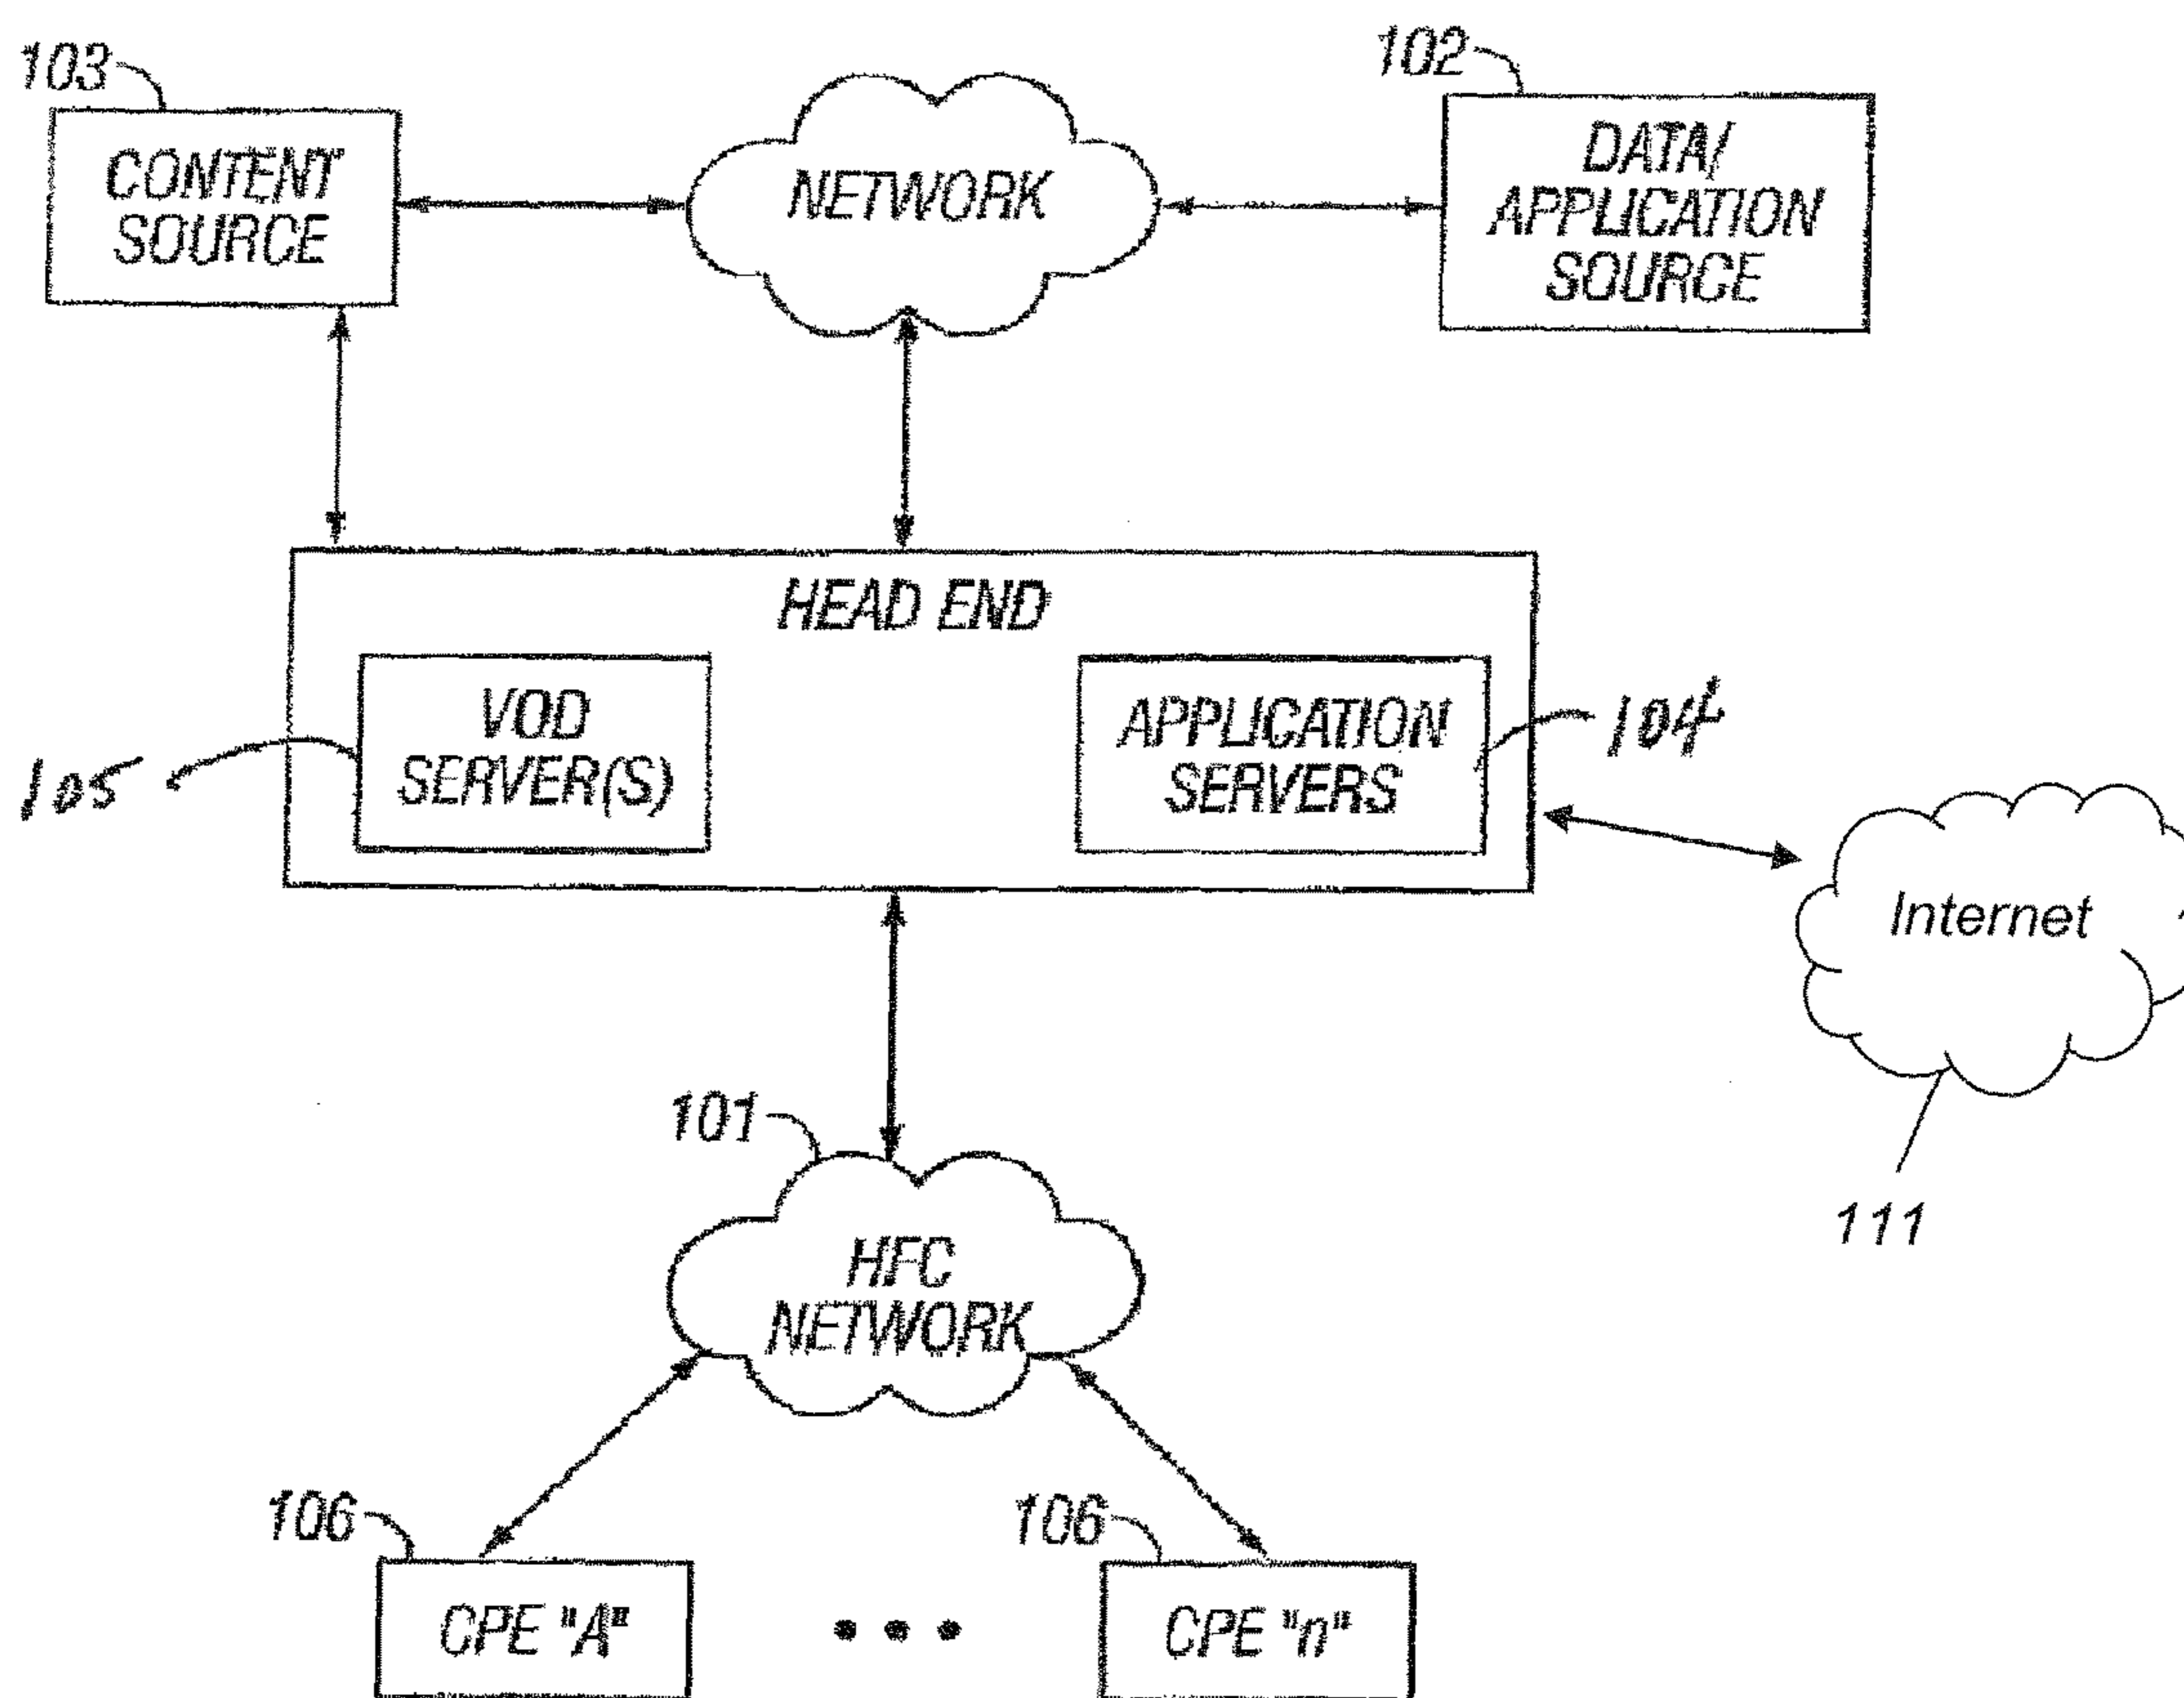 103
102
CONTENT
SOURCE
NETWORK
DATA/
APPLICATION
SOURCE
HEAD END
VOD
SERVER(S)
APPLICATION
SERVERS
104
105
Internet
111
101
HFC
NETWORK
106
106
CPE "A"
CPE "n"